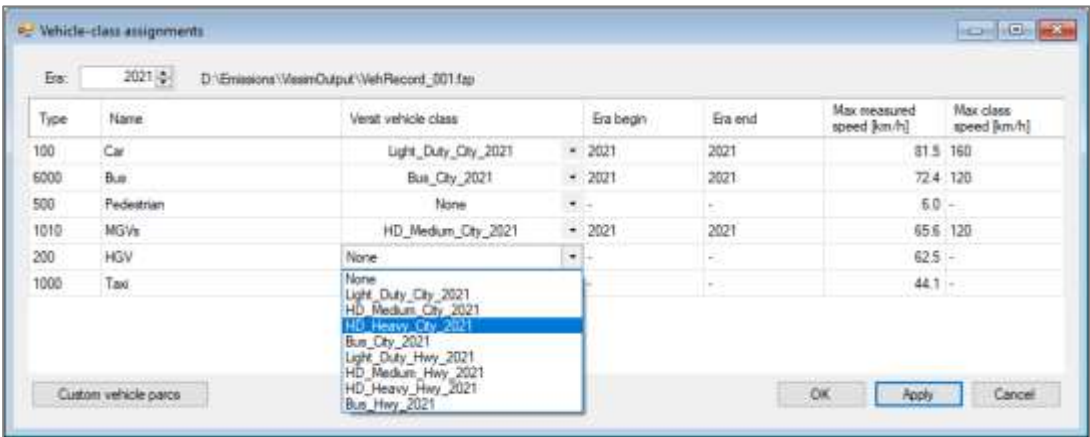 Vehicle-class assignments
Era: 2021 D:\Emissions\VissimOutput\VehRecord_001.fzp
Type Name Versit vehicle class Era begin Era end Max measured speed [km/h] Max class speed [km/h]
100 Car Light_Duty_City_2021 2021 2021 81.5 160
6000 Bus Bus_City_2021 2021 2021 72.4 120
500 Pedestrian None - - 6.0 -
1010 MGVs HD_Medium_City_2021 2021 2021 65.6 120
200 HGV None - - 62.5 -
1000 Taxi - - 44.1 -
None
Light_Duty_City_2021
HD_Medium_City_2021
HD_Heavy_City_2021
Bus_City_2021
Light_Duty_Hwy_2021
HD_Medium_Hwy_2021
HD_Heavy_Hwy_2021
Bus_Hwy_2021
Custom vehicle parcs OK Apply Cancel